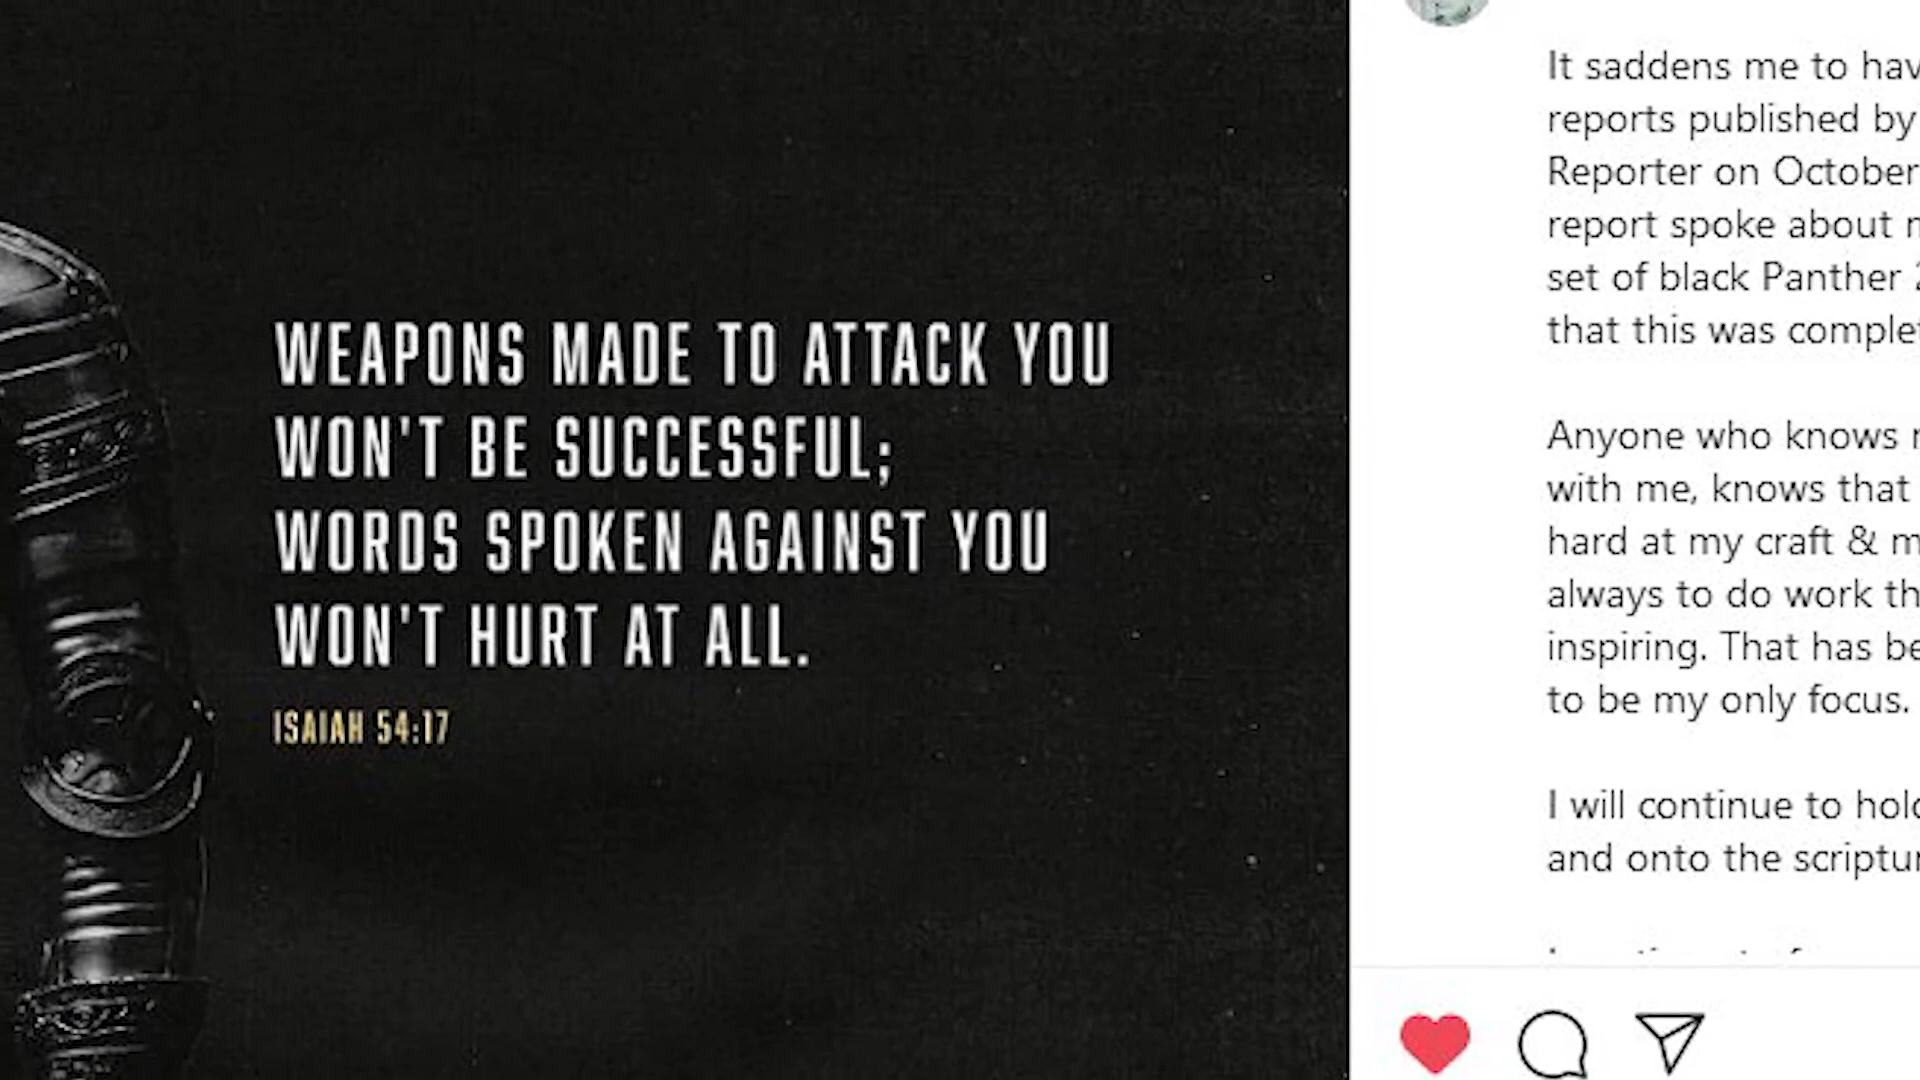 WEAPONS MADE TO ATTACK YOU
WON'T BE SUCCESSFUL;
WORDS SPOKEN AGAINST YOU
WON'T HURT AT ALL.
ISAIAH 54:17
It saddens me to hav
reports published by
Reporter on October
report spoke about
set of black Panther
that this was comple
Anyone who knows
with me, knows that
hard at my craft & m
always to do work th
inspiring. That has be
to be my only focus.
I will continue to hold
and onto the scriptur